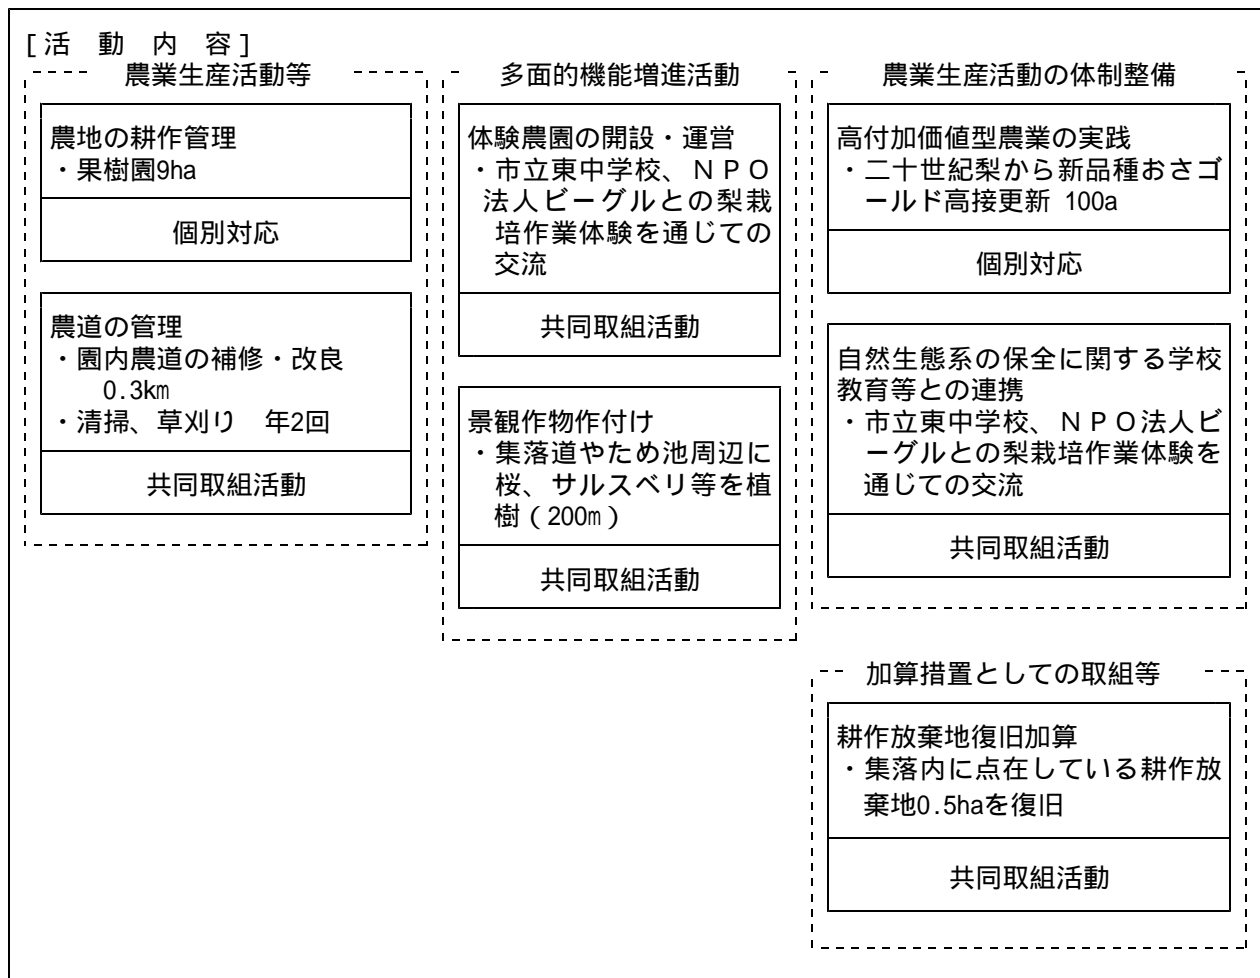 [活 動 内 容]
農業生産活動等
農地の耕作管理
・果樹園9ha
個別対応
農道の管理
・園内農道の補修・改良
0.3㎞
・清掃、草刈り 年2回
共同取組活動
多面的機能増進活動
体験農園の開設・運営
・市立東中学校、ＮＰＯ
法人ビーグルとの梨栽
培作業体験を通じての
交流
共同取組活動
景観作物作付け
・集落道やため池周辺に
桜、サルスベリ等を植
樹（200ｍ）
共同取組活動
農業生産活動の体制整備
高付加価値型農業の実践
・二十世紀梨から新品種おさゴ
ールド高接更新 100a
個別対応
自然生態系の保全に関する学校
教育等との連携
・市立東中学校、ＮＰＯ法人ビ
ーグルとの梨栽培作業体験を
通じての交流
共同取組活動
加算措置としての取組等
耕作放棄地復旧加算
・集落内に点在している耕作放
棄地0.5haを復旧
共同取組活動